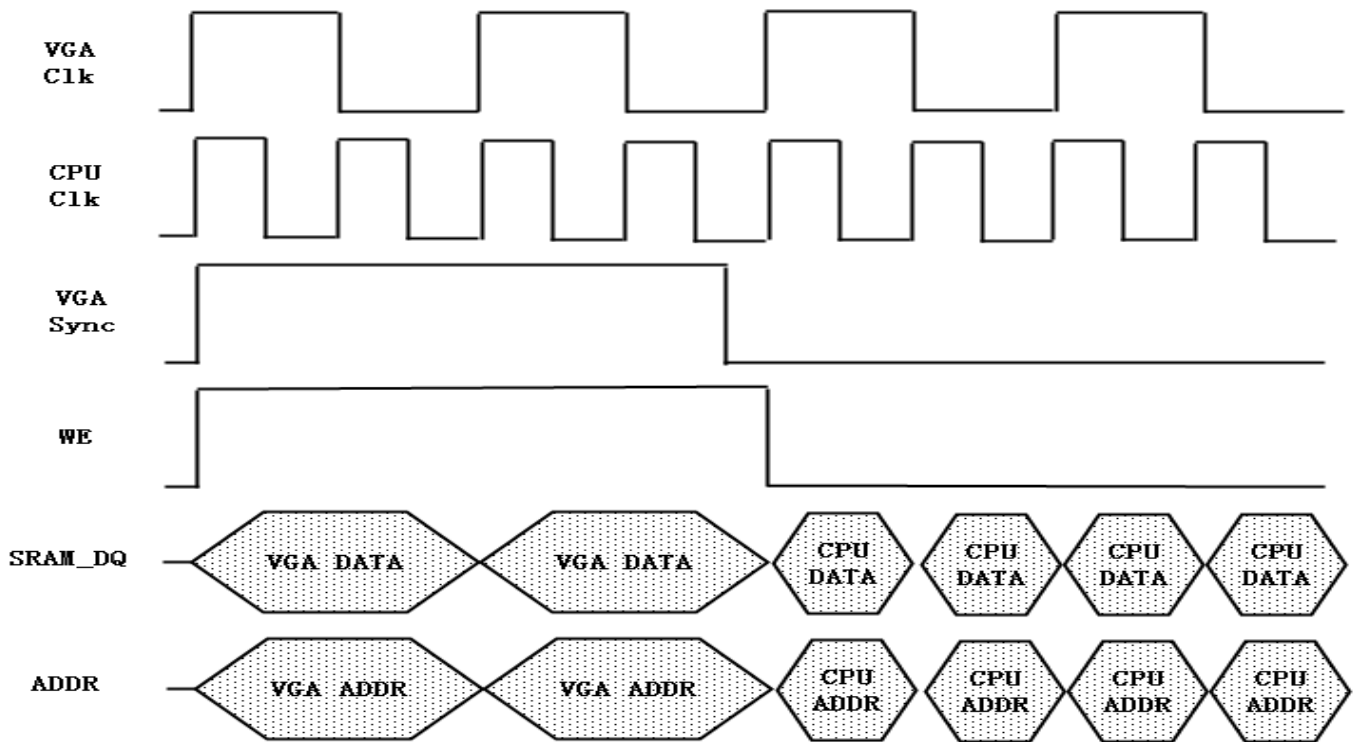 VGA
Clk
CPU
Clk
VGA
Sync
WE
SRAM_DQ
VGA DATA
VGA DATA
CPU
DATA
CPU
DATA
CPU
DATA
CPU
DATA
ADDR
VGA ADDR
VGA ADDR
CPU
ADDR
CPU
ADDR
CPU
ADDR
CPU
ADDR